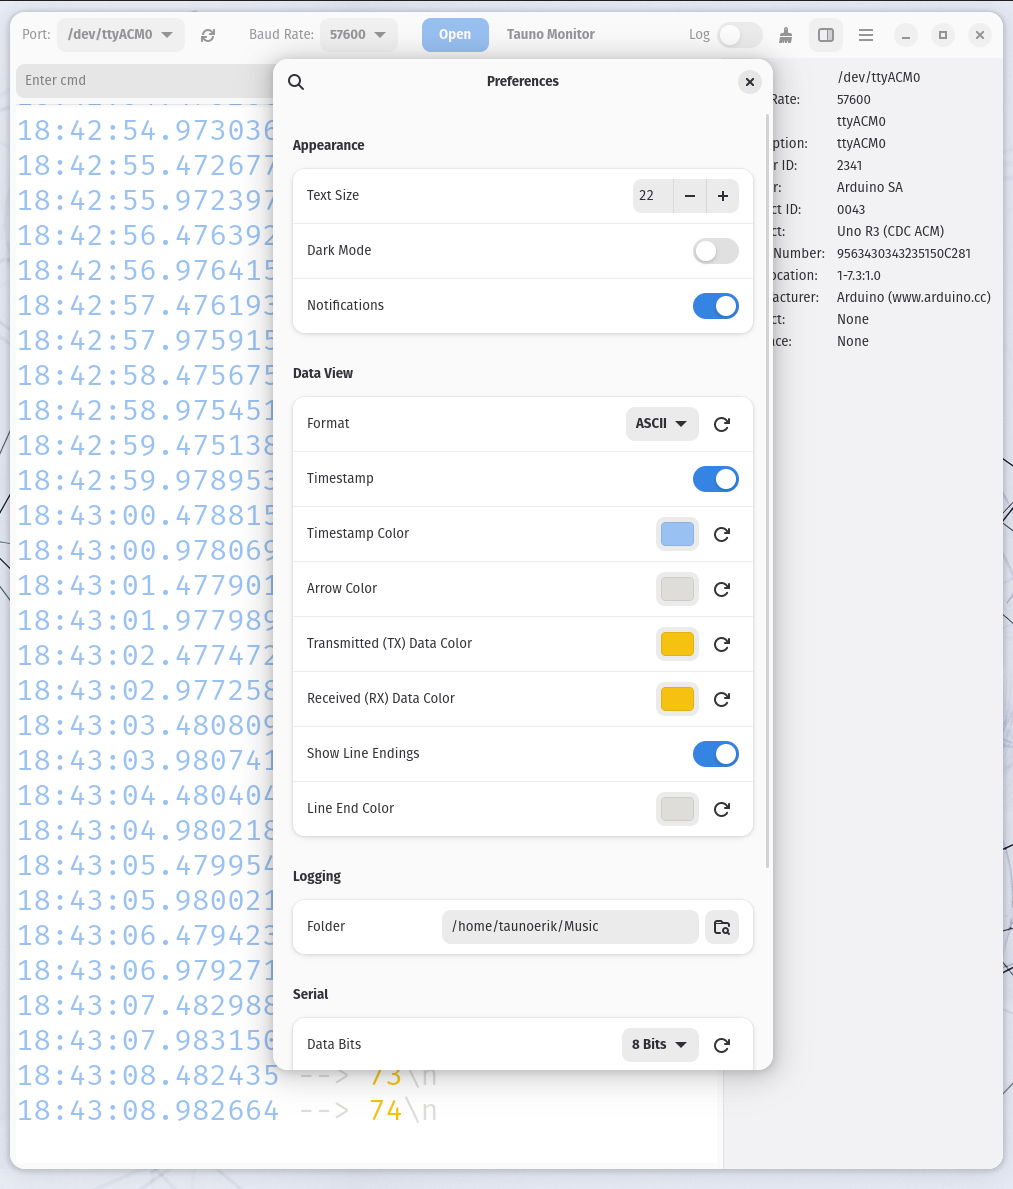 Port: /dev/ttyACM0 Baud Rate: 57600 Open Tauno Monitor Log
Enter cmd
Preferences
Appearance
Text Size 22 − +
Dark Mode
Notifications
Data View
Format ASCII
Timestamp
Timestamp Color
Arrow Color
Transmitted (TX) Data Color
Received (RX) Data Color
Show Line Endings
Line End Color
Logging
Folder /home/taunoerik/Music
Serial
Data Bits 8 Bits
18:42:54.973036
18:42:55.472677
18:42:55.972397
18:42:56.476392
18:42:56.976415
18:42:57.476193
18:42:57.975915
18:42:58.475675
18:42:58.975451
18:42:59.475138
18:42:59.978953
18:43:00.478815
18:43:00.978069
18:43:01.477901
18:43:01.977989
18:43:02.477472
18:43:02.977258
18:43:03.480809
18:43:03.980741
18:43:04.480404
18:43:04.980218
18:43:05.479954
18:43:05.980021
18:43:06.479423
18:43:06.979271
18:43:07.482988
18:43:07.983150
18:43:08.482435 --> 73\n
18:43:08.982664 --> 74\n
/dev/ttyACM0
Rate: 57600
ttyACM0
ption: ttyACM0
r ID: 2341
r: Arduino SA
ct ID: 0043
ct: Uno R3 (CDC ACM)
Number: 9563430343235150C281
ocation: 1-7.3:1.0
acturer: Arduino (www.arduino.cc)
ct: None
ace: None